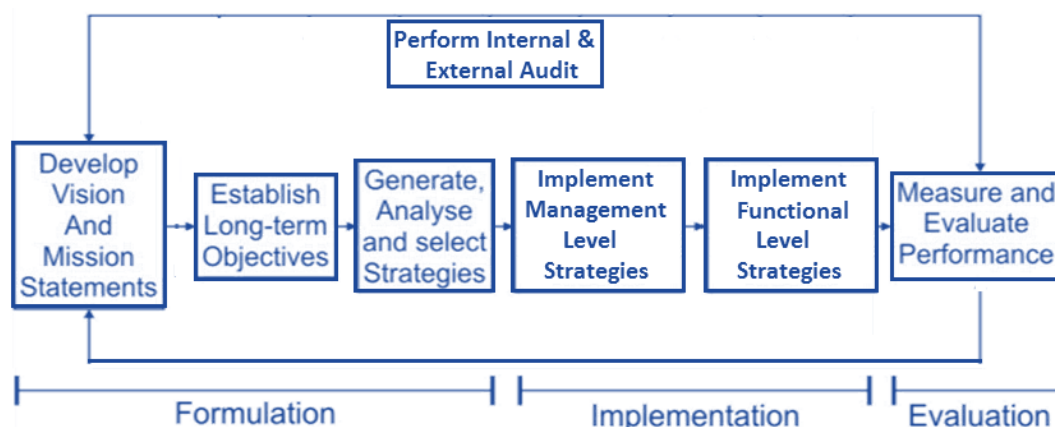 Perform Internal &
External Audit
Develop
Vision
And
Mission
Statements
Establish
Long-term
Objectives
Generate,
Analyse
and select
Strategies
Implement
Management
Level
Strategies
Implement
Functional
Level
Strategies
Measure and
Evaluate
Performance
Formulation
Implementation
Evaluation